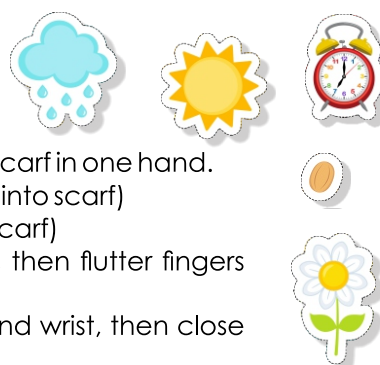 carf in one hand.
into scarf)
carf)
then flutter fingers
nd wrist, then close